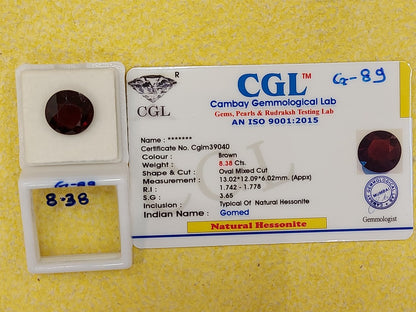 CGL™
G-89
R
CGL
Cambay Gemmological Lab
Gems, Pearls & Rudraksh Testing Lab
AN ISO 9001:2015
Name : *******
Certificate No. Cglm39040
Colour : Brown
Weight : 8.38 Cts.
Shape & Cut : Oval Mixed Cut
Measurement : 13.02*12.09*6.02mm. (Appx)
R.I : 1.742 - 1.778
S.G : 3.65
Inclusion : Typical Of Natural Hessonite
Indian Name : Gomed
Natural Hessonite
GEMMOLOGICAL
MUMBAI
Gemmologist
G-89
8-38